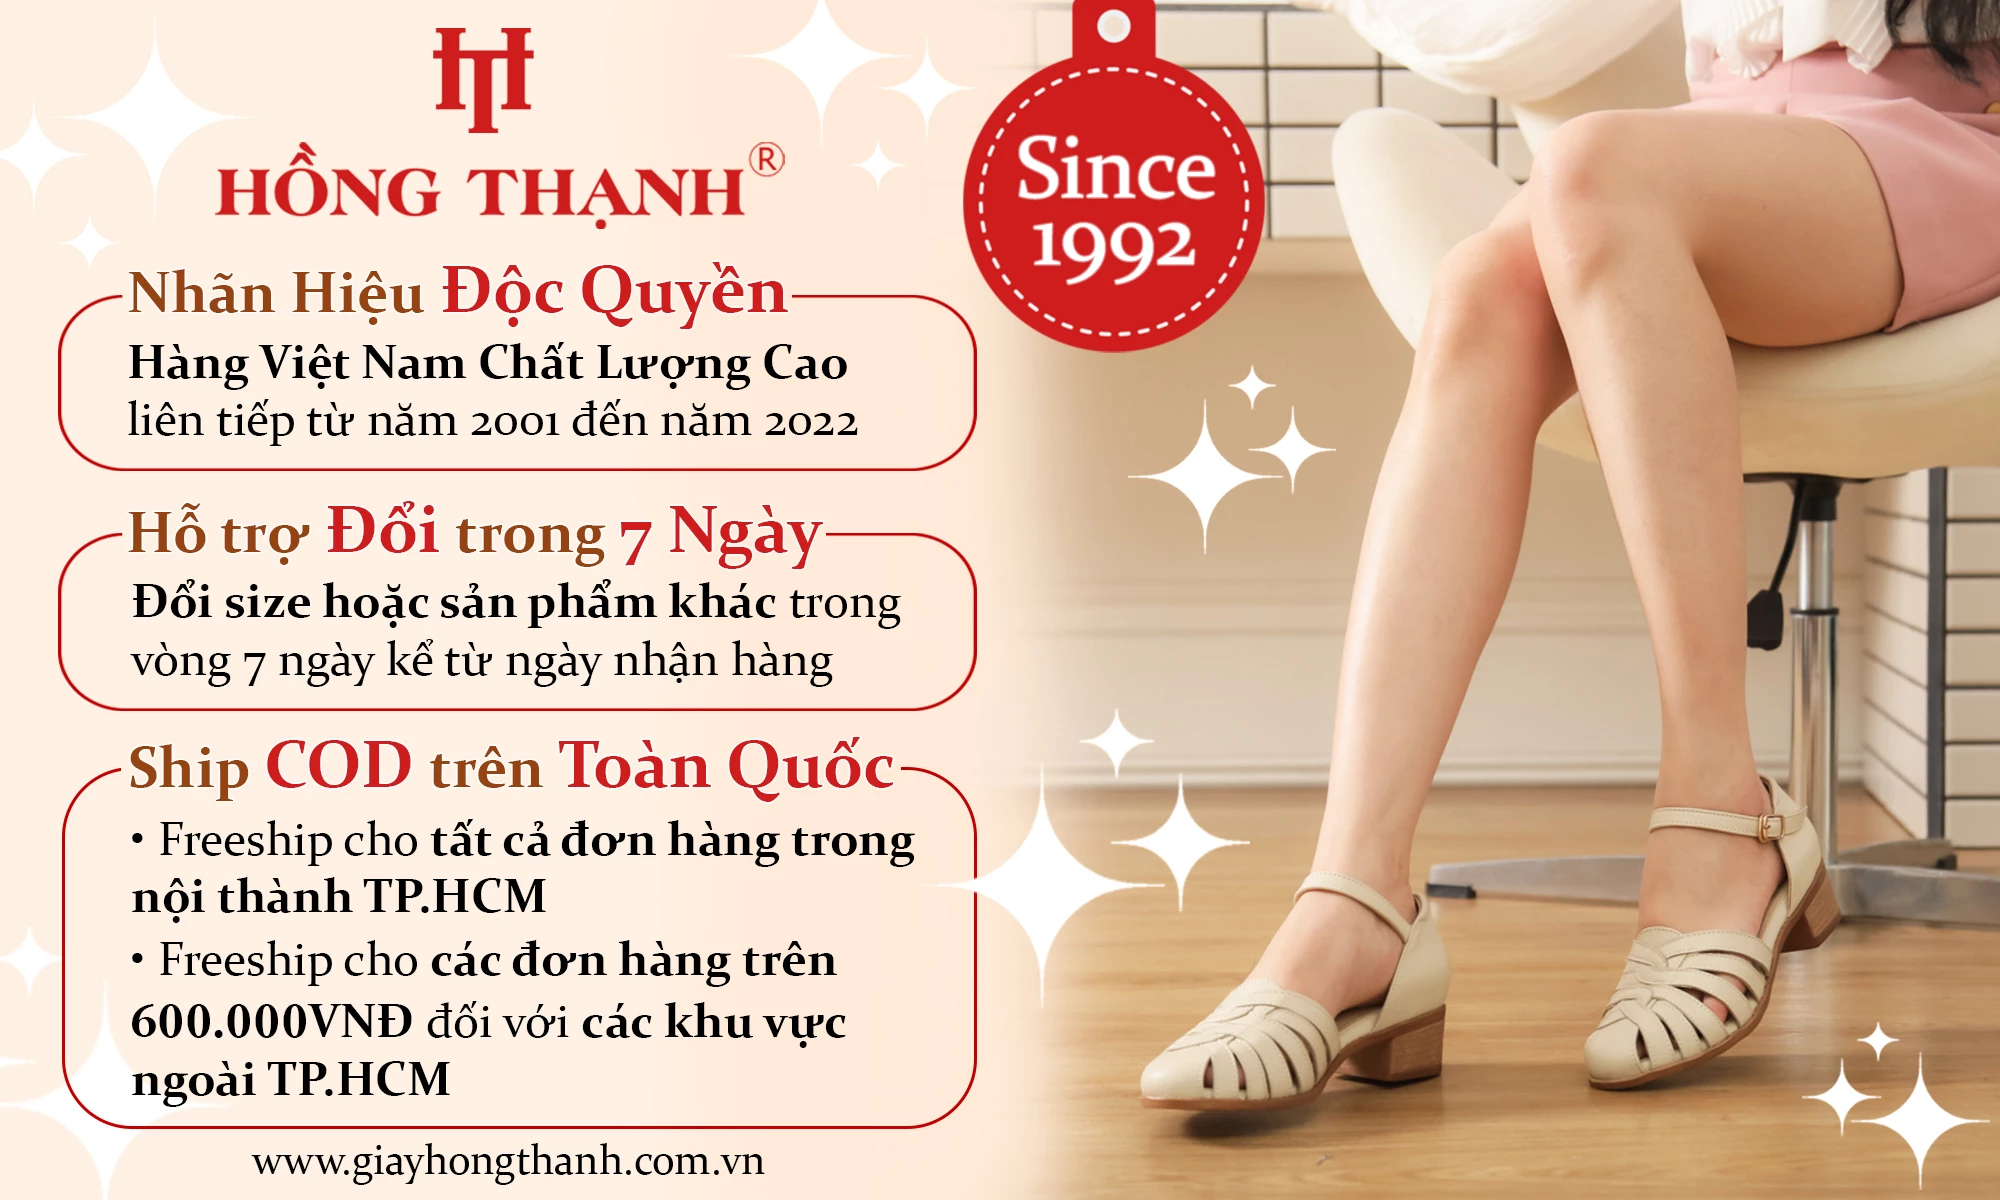 HT
HỒNG THẠNH®
Since
1992
Nhãn Hiệu Độc Quyền
Hàng Việt Nam Chất Lượng Cao
liên tiếp từ năm 2001 đến năm 2022
Hỗ trợ Đổi trong 7 Ngày
Đổi size hoặc sản phẩm khác trong
vòng 7 ngày kể từ ngày nhận hàng
Ship COD trên Toàn Quốc
• Freeship cho tất cả đơn hàng trong
nội thành TP.HCM
• Freeship cho các đơn hàng trên
600.000VNĐ đối với các khu vực
ngoài TP.HCM
www.giayhongthanh.com.vn